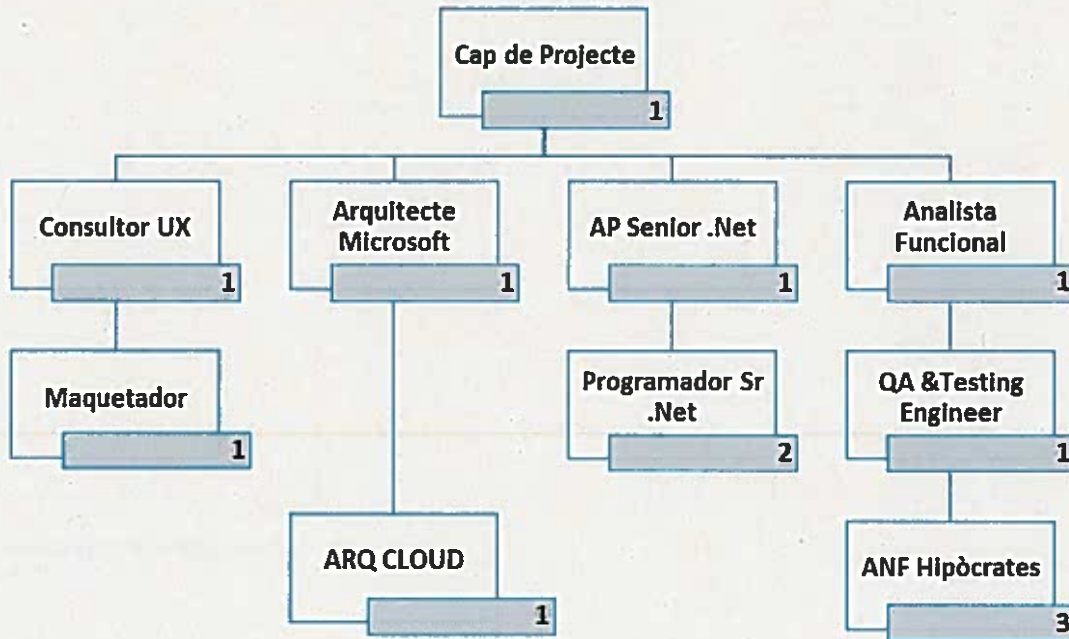 Cap de Projecte
1
Consultor UX
1
Arquitecte
Microsoft
1
AP Senior .Net
1
Analista
Funcional
1
Maquetador
1
Programador Sr
.Net
2
QA &Testing
Engineer
1
ARQ CLOUD
1
ANF Hipòcrates
3